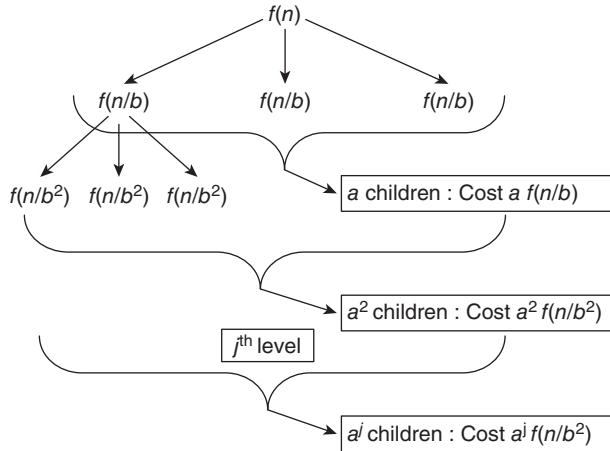 f(n)
f(n/b) f(n/b) f(n/b)
f(n/b²) f(n/b²) f(n/b²)
a children : Cost a f(n/b)
a² children : Cost a² f(n/b²)
jᵗʰ level
aʲ children : Cost aʲ f(n/b²)